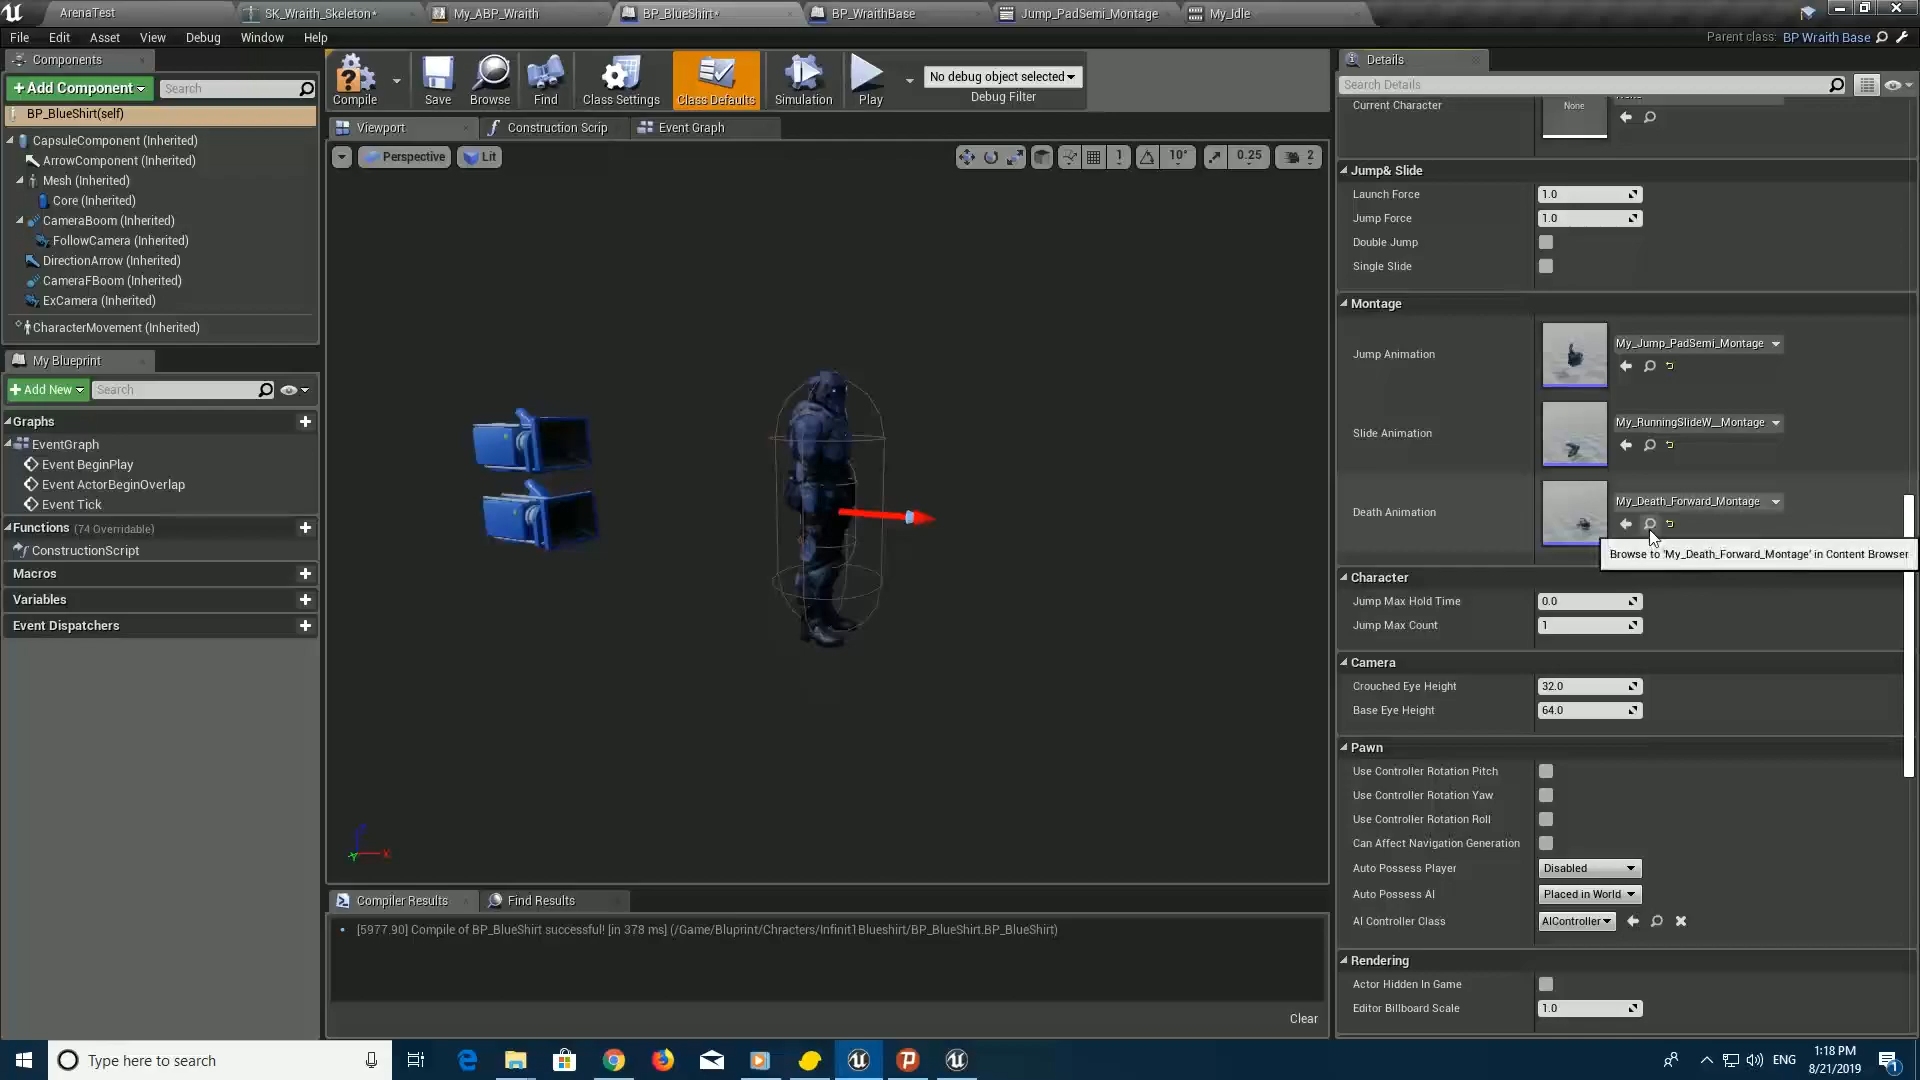 ArenaTest
SK_Wraith_Skeleton*
My_ABP_Wraith
BP_BlueShirt*
BP_WraithBase
Jump_PadSemi_Montage
My_Idle
File Edit Asset View Debug Window Help
Parent class: BP Wraith Base
Components
+Add Component
Search
BP_BlueShirt(self)
CapsuleComponent (Inherited)
ArrowComponent (Inherited)
Mesh (Inherited)
Core (Inherited)
CameraBoom (Inherited)
FollowCamera (Inherited)
DirectionArrow (Inherited)
CameraFBoom (Inherited)
ExCamera (Inherited)
CharacterMovement (Inherited)
My Blueprint
+Add New
Search
Graphs
EventGraph
Event BeginPlay
Event ActorBeginOverlap
Event Tick
Functions (74 Overridable)
ConstructionScript
Macros
Variables
Event Dispatchers
Compile
Save
Browse
Find
Class Settings
Class Defaults
Simulation
Play
No debug object selected
Debug Filter
Viewport
Construction Scrip
Event Graph
Perspective
Lit
1
10°
0.25
2
Compiler Results
Find Results
[5977.90] Compile of BP_BlueShirt successful! [in 378 ms] (/Game/Bluprint/Chracters/Infinit1Blueshirt/BP_BlueShirt.BP_BlueShirt)
Clear
Details
Search Details
Current Character
None
Jump& Slide
Launch Force 1.0
Jump Force 1.0
Double Jump
Single Slide
Montage
Jump Animation
My_Jump_PadSemi_Montage
Slide Animation
My_RunningSlideW__Montage
Death Animation
My_Death_Forward_Montage
Browse to 'My_Death_Forward_Montage' in Content Browser
Character
Jump Max Hold Time 0.0
Jump Max Count 1
Camera
Crouched Eye Height 32.0
Base Eye Height 64.0
Pawn
Use Controller Rotation Pitch
Use Controller Rotation Yaw
Use Controller Rotation Roll
Can Affect Navigation Generation
Auto Possess Player Disabled
Auto Possess AI Placed in World
AI Controller Class AIController
Rendering
Actor Hidden In Game
Editor Billboard Scale 1.0
Type here to search
ENG
1:18 PM
8/21/2019
1